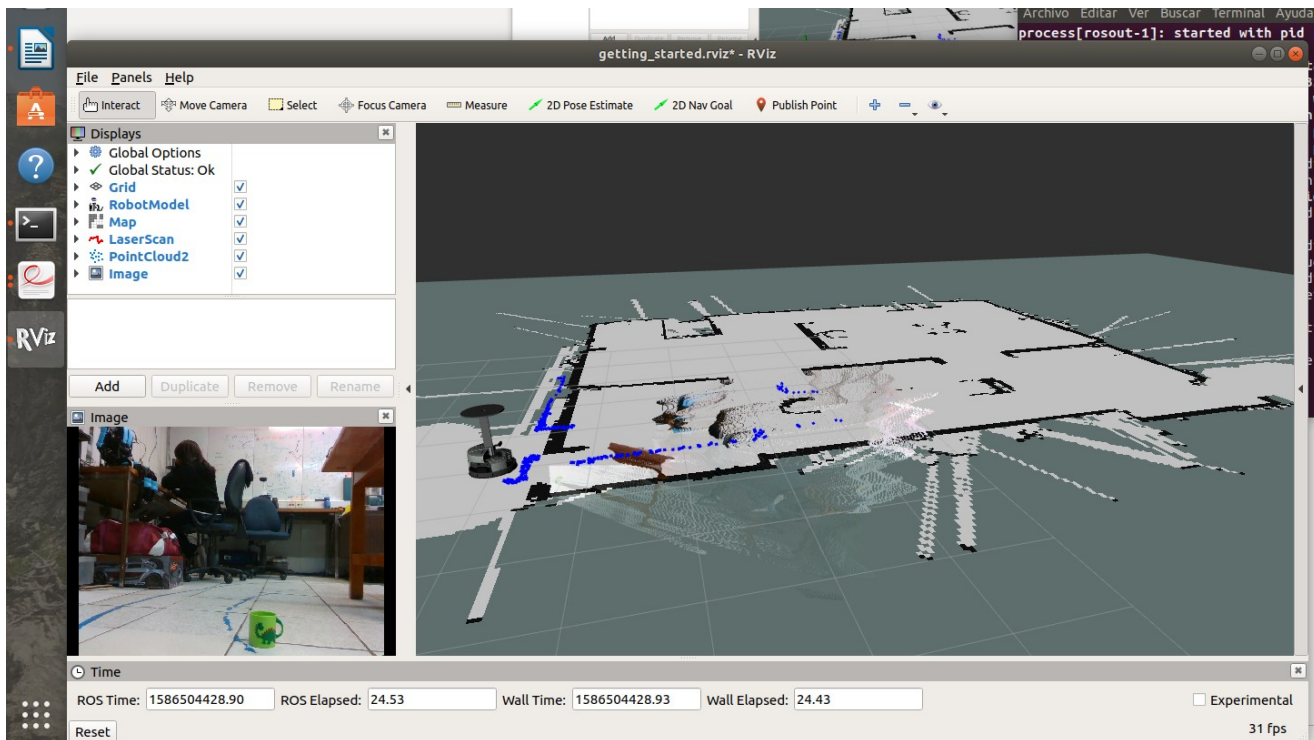 Archivo Editar Ver Buscar Terminal Ayuda
process[rosout-1]: started with pid
getting_started.rviz* - RViz
File Panels Help
Interact Move Camera Select Focus Camera Measure 2D Pose Estimate 2D Nav Goal Publish Point
Displays
Global Options
Global Status: Ok
Grid
RobotModel
Map
LaserScan
PointCloud2
Image
RViz
Add Duplicate Remove Rename
Image
Time
ROS Time: 1586504428.90 ROS Elapsed: 24.53 Wall Time: 1586504428.93 Wall Elapsed: 24.43 Experimental
Reset 31 fps